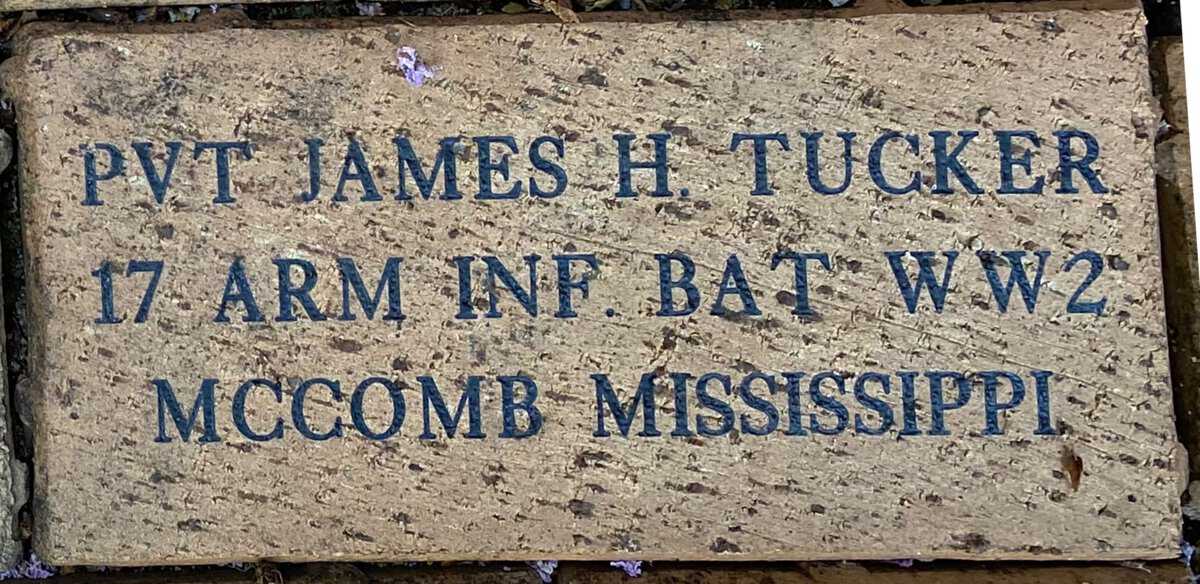 PVT JAMES H. TUCKER
17 ARM INF. BAT WW2
MCCOMB MISSISSIPPI